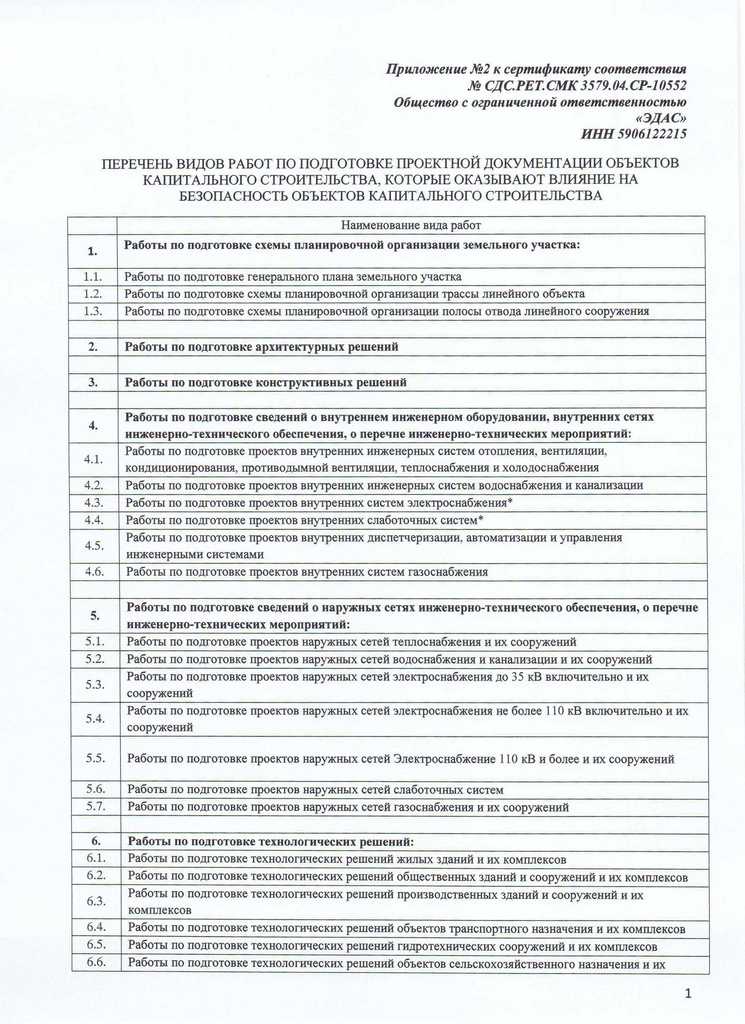 Приложение №2 к сертификату соответствия
№ СДС.РЕТ.СМК 3579.04.СР-10552
Общество с ограниченной ответственностью
«ЭДАС»
ИНН 5906122215
ПЕРЕЧЕНЬ ВИДОВ РАБОТ ПО ПОДГОТОВКЕ ПРОЕКТНОЙ ДОКУМЕНТАЦИИ ОБЪЕКТОВ
КАПИТАЛЬНОГО СТРОИТЕЛЬСТВА, КОТОРЫЕ ОКАЗЫВАЮТ ВЛИЯНИЕ НА
БЕЗОПАСНОСТЬ ОБЪЕКТОВ КАПИТАЛЬНОГО СТРОИТЕЛЬСТВА
Наименование вида работ
1. Работы по подготовке схемы планировочной организации земельного участка:
1.1. Работы по подготовке генерального плана земельного участка
1.2. Работы по подготовке схемы планировочной организации трассы линейного объекта
1.3. Работы по подготовке схемы планировочной организации полосы отвода линейного сооружения
2. Работы по подготовке архитектурных решений
3. Работы по подготовке конструктивных решений
4. Работы по подготовке сведений о внутреннем инженерном оборудовании, внутренних сетях
инженерно-технического обеспечения, о перечне инженерно-технических мероприятий:
4.1. Работы по подготовке проектов внутренних инженерных систем отопления, вентиляции,
кондиционирования, противодымной вентиляции, теплоснабжения и холодоснабжения
4.2. Работы по подготовке проектов внутренних инженерных систем водоснабжения и канализации
4.3. Работы по подготовке проектов внутренних систем электроснабжения*
4.4. Работы по подготовке проектов внутренних слаботочных систем*
4.5. Работы по подготовке проектов внутренних диспетчеризации, автоматизации и управления
инженерными системами
4.6. Работы по подготовке проектов внутренних систем газоснабжения
5. Работы по подготовке сведений о наружных сетях инженерно-технического обеспечения, о перечне
инженерно-технических мероприятий:
5.1. Работы по подготовке проектов наружных сетей теплоснабжения и их сооружений
5.2. Работы по подготовке проектов наружных сетей водоснабжения и канализации и их сооружений
5.3. Работы по подготовке проектов наружных сетей электроснабжения до 35 кВ включительно и их
сооружений
5.4. Работы по подготовке проектов наружных сетей электроснабжения не более 110 кВ включительно и их
сооружений
5.5. Работы по подготовке проектов наружных сетей Электроснабжение 110 кВ и более и их сооружений
5.6. Работы по подготовке проектов наружных сетей слаботочных систем
5.7. Работы по подготовке проектов наружных сетей газоснабжения и их сооружений
6. Работы по подготовке технологических решений:
6.1. Работы по подготовке технологических решений жилых зданий и их комплексов
6.2. Работы по подготовке технологических решений общественных зданий и сооружений и их комплексов
6.3. Работы по подготовке технологических решений производственных зданий и сооружений и их
комплексов
6.4. Работы по подготовке технологических решений объектов транспортного назначения и их комплексов
6.5. Работы по подготовке технологических решений гидротехнических сооружений и их комплексов
6.6. Работы по подготовке технологических решений объектов сельскохозяйственного назначения и их
1